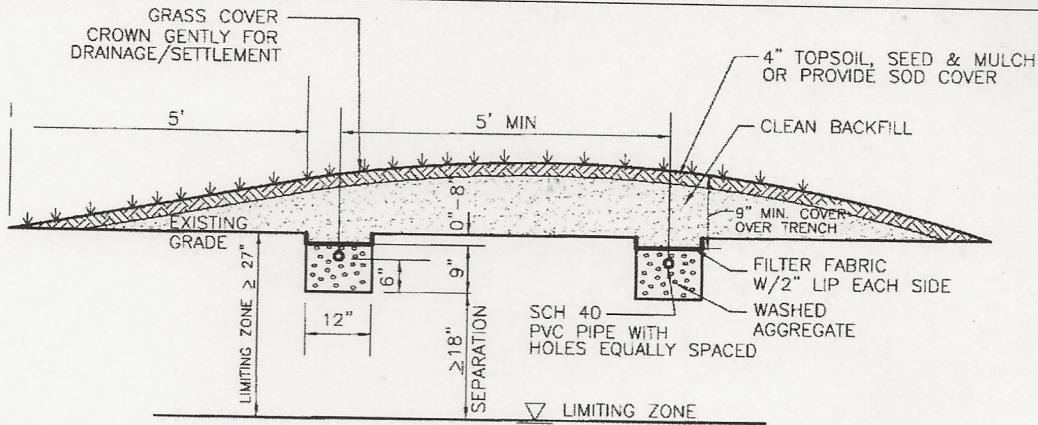 GRASS COVER
CROWN GENTLY FOR
DRAINAGE/SETTLEMENT
4" TOPSOIL, SEED & MULCH
OR PROVIDE SOD COVER
5'
5' MIN
CLEAN BACKFILL
EXISTING
GRADE
0"-8"
9" MIN. COVER
OVER TRENCH
LIMITING ZONE ≥ 27"
6"
9"
FILTER FABRIC
W/2" LIP EACH SIDE
12"
≥18"
SEPARATION
SCH 40
PVC PIPE WITH
HOLES EQUALLY SPACED
WASHED
AGGREGATE
LIMITING ZONE